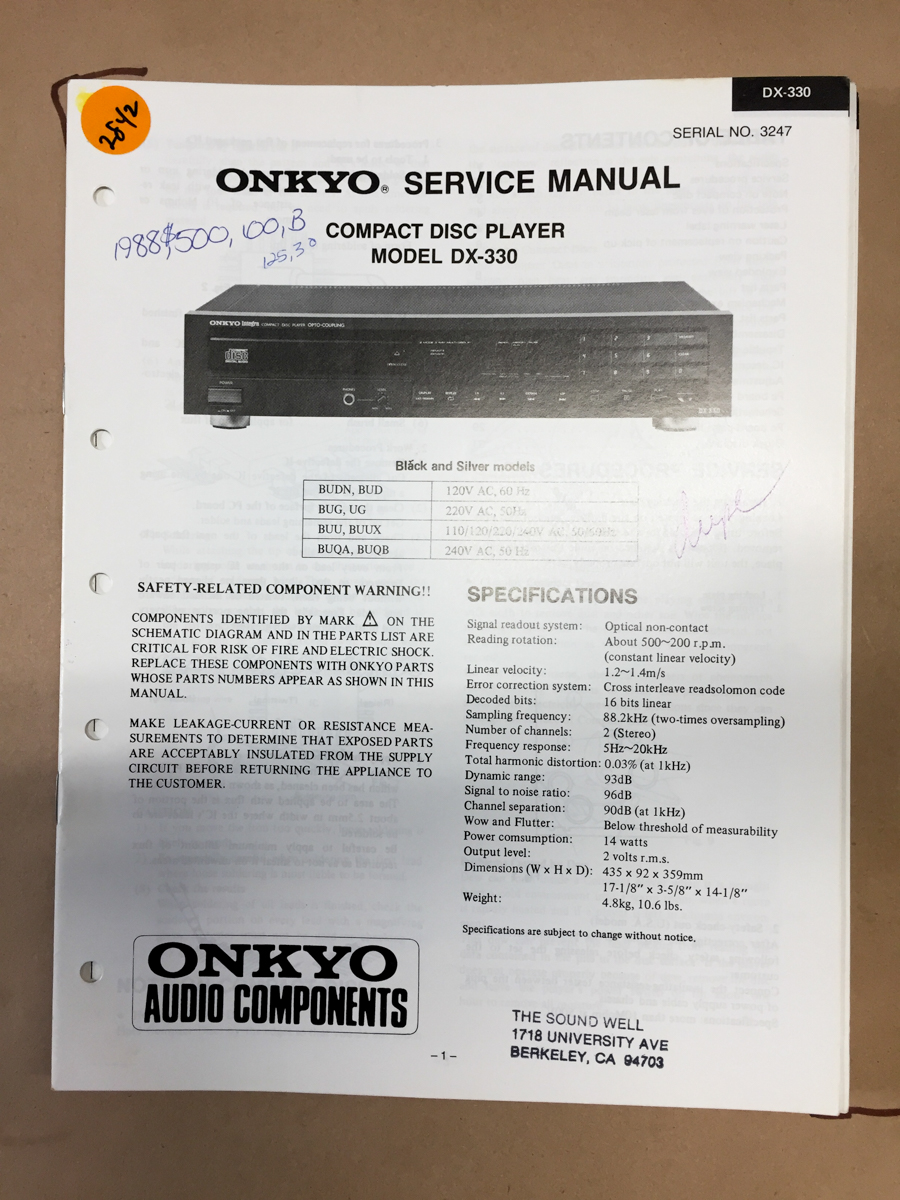 DX-330
2842
SERIAL NO. 3247
ONKYO® SERVICE MANUAL
1988, $500, 100, B
125, 30
COMPACT DISC PLAYER
MODEL DX-330
ONKYO Integra COMPACT DISC PLAYER OPTO-COUPLING
POWER
PHONES
DISPLAY
REPEAT
Black and Silver models
BUDN, BUD 120V AC, 60 Hz
BUG, UG 220V AC, 50Hz
BUU, BUUX 110/120/220/240V AC, 50/60Hz
BUQA, BUQB 240V AC, 50 Hz
SAFETY-RELATED COMPONENT WARNING!!
COMPONENTS IDENTIFIED BY MARK ⚠ ON THE
SCHEMATIC DIAGRAM AND IN THE PARTS LIST ARE
CRITICAL FOR RISK OF FIRE AND ELECTRIC SHOCK.
REPLACE THESE COMPONENTS WITH ONKYO PARTS
WHOSE PARTS NUMBERS APPEAR AS SHOWN IN THIS
MANUAL.
MAKE LEAKAGE-CURRENT OR RESISTANCE MEA-
SUREMENTS TO DETERMINE THAT EXPOSED PARTS
ARE ACCEPTABLY INSULATED FROM THE SUPPLY
CIRCUIT BEFORE RETURNING THE APPLIANCE TO
THE CUSTOMER.
SPECIFICATIONS
Signal readout system: Optical non-contact
Reading rotation: About 500~200 r.p.m.
(constant linear velocity)
Linear velocity: 1.2~1.4m/s
Error correction system: Cross interleave readsolomon code
Decoded bits: 16 bits linear
Sampling frequency: 88.2kHz (two-times oversampling)
Number of channels: 2 (Stereo)
Frequency response: 5Hz~20kHz
Total harmonic distortion: 0.03% (at 1kHz)
Dynamic range: 93dB
Signal to noise ratio: 96dB
Channel separation: 90dB (at 1kHz)
Wow and Flutter: Below threshold of measurability
Power comsumption: 14 watts
Output level: 2 volts r.m.s.
Dimensions (W x H x D): 435 x 92 x 359mm
17-1/8" x 3-5/8" x 14-1/8"
Weight: 4.8kg, 10.6 lbs.
Specifications are subject to change without notice.
ONKYO
AUDIO COMPONENTS
-1-
THE SOUND WELL
1718 UNIVERSITY AVE
BERKELEY, CA 94703